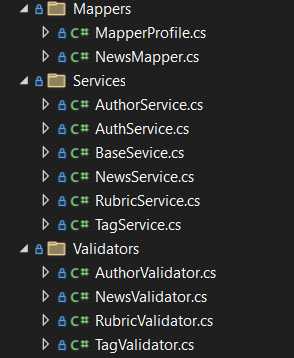 Mappers
C# MapperProfile.cs
C# NewsMapper.cs
Services
C# AuthorService.cs
C# AuthService.cs
C# BaseSevice.cs
C# NewsService.cs
C# RubricService.cs
C# TagService.cs
Validators
C# AuthorValidator.cs
C# NewsValidator.cs
C# RubricValidator.cs
C# TagValidator.cs